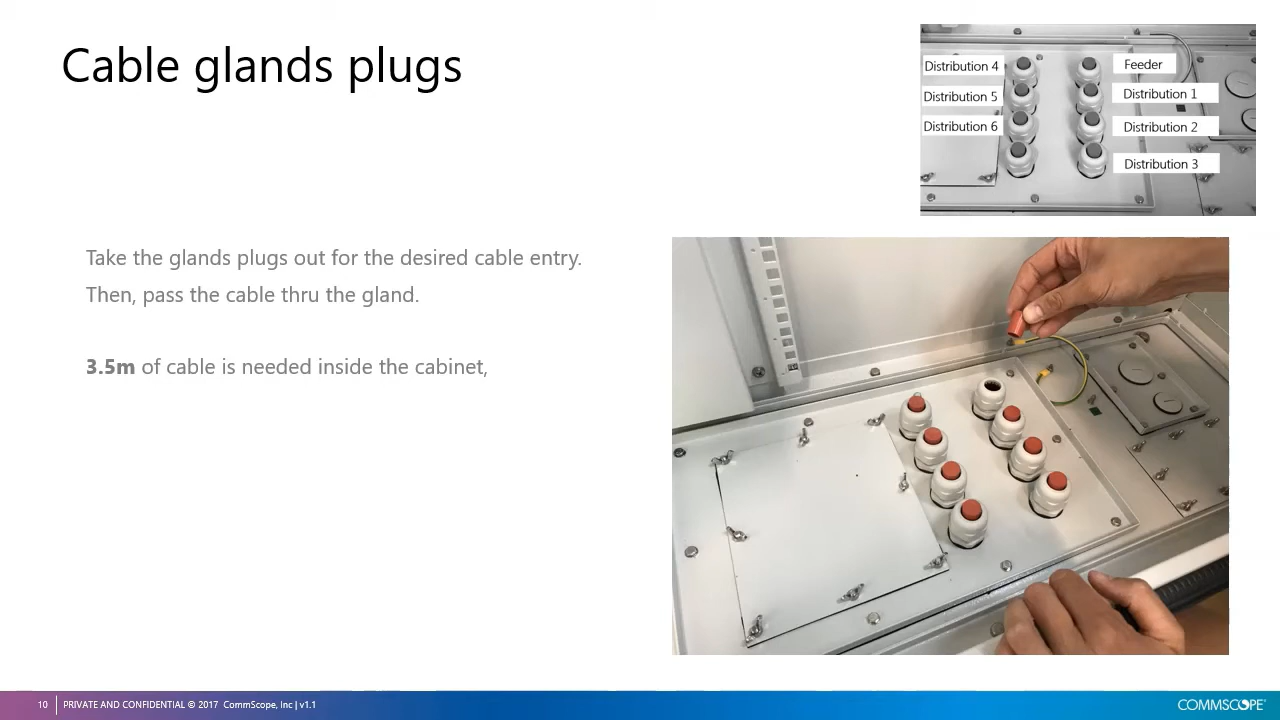 Cable glands plugs
Distribution 4
Feeder
Distribution 5
Distribution 1
Distribution 6
Distribution 2
Distribution 3
Take the glands plugs out for the desired cable entry.
Then, pass the cable thru the gland.
3.5m of cable is needed inside the cabinet,
10
PRIVATE AND CONFIDENTIAL © 2017 CommScope, Inc | v1.1
COMMSCOPE®